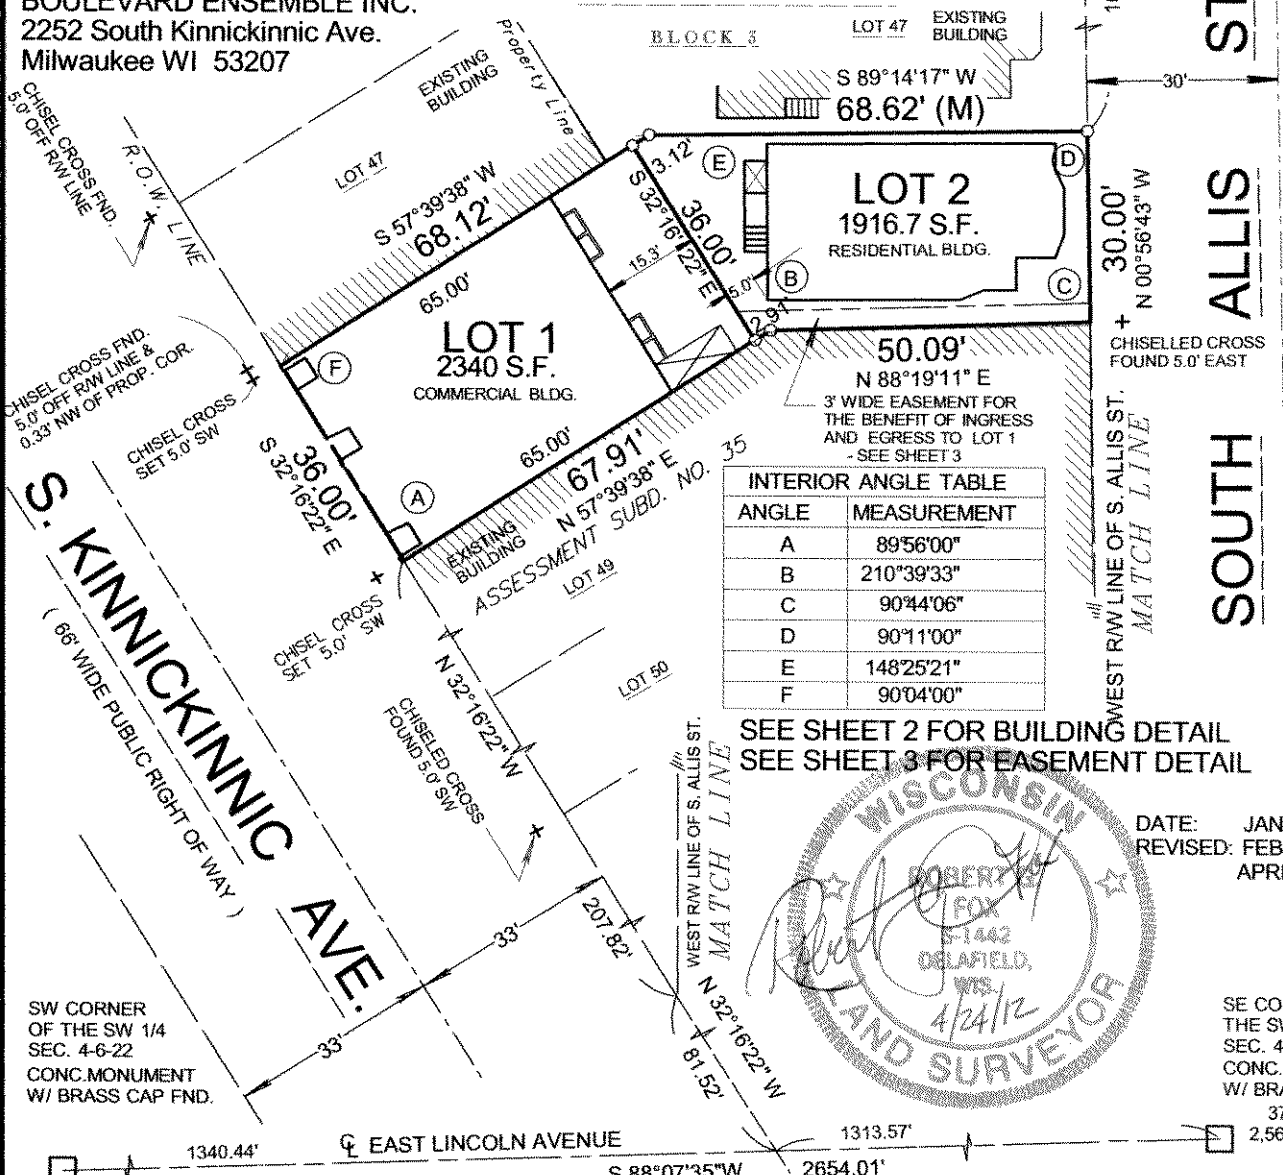 BOULEVARD ENSEMBLE INC.
2252 South Kinnickinnic Ave.
Milwaukee WI 53207
BLOCK 3
LOT 47
EXISTING
BUILDING
ST
30'
S 89°14'17" W
68.62' (M)
EXISTING
BUILDING
Property Line
CHISEL CROSS FND.
5.0' OFF R/W LINE
R.O.W. LINE
LOT 47
S 57°39'38" W
68.12'
65.00'
3.12'
S 32°16'22" E
36.00'
15.3'
5.0'
2.91'
E
D
B
C
LOT 2
1916.7 S.F.
RESIDENTIAL BLDG.
30.00'
N 00°56'43" W
SOUTH ALLIS
CHISELLED CROSS
FOUND 5.0' EAST
LOT 1
2340 S.F.
COMMERCIAL BLDG.
F
A
CHISEL CROSS FND.
5.0' OFF R/W LINE &
0.33' NW OF PROP. COR.
CHISEL CROSS
SET 5.0' SW
36.00'
S 32°16'22" E
65.00'
67.91'
N 57°39'38" E
50.09'
N 88°19'11" E
3' WIDE EASEMENT FOR
THE BENEFIT OF INGRESS
AND EGRESS TO LOT 1
- SEE SHEET 3
EXISTING
BUILDING
ASSESSMENT SUBD. NO. 35
LOT 49
INTERIOR ANGLE TABLE
ANGLE MEASUREMENT
A 89°56'00"
B 210°39'33"
C 90°44'06"
D 90°11'00"
E 148°25'21"
F 90°04'00"
WEST R/W LINE OF S. ALLIS ST.
MATCH LINE
S. KINNICKINNIC AVE.
( 66' WIDE PUBLIC RIGHT OF WAY )
CHISEL CROSS
SET 5.0' SW
N 32°16'22" W
LOT 50
CHISELED CROSS
FOUND 5.0' SW
SEE SHEET 2 FOR BUILDING DETAIL
SEE SHEET 3 FOR EASEMENT DETAIL
WEST R/W LINE OF S. ALLIS ST.
MATCH LINE
WISCONSIN
ROBERT
FOX
S-1442
DELAFIELD,
WIS.
4/24/12
LAND SURVEYOR
DATE: JAN
REVISED: FEB
APRI
207.82'
33'
33'
N 32°16'22" W
81.52'
SW CORNER
OF THE SW 1/4
SEC. 4-6-22
CONC.MONUMENT
W/ BRASS CAP FND.
SE CO
THE SW
SEC. 4
CONC.
W/ BRA
37
2,56
1340.44'
EAST LINCOLN AVENUE
1313.57'
S 88°07'35"W
2654.01'